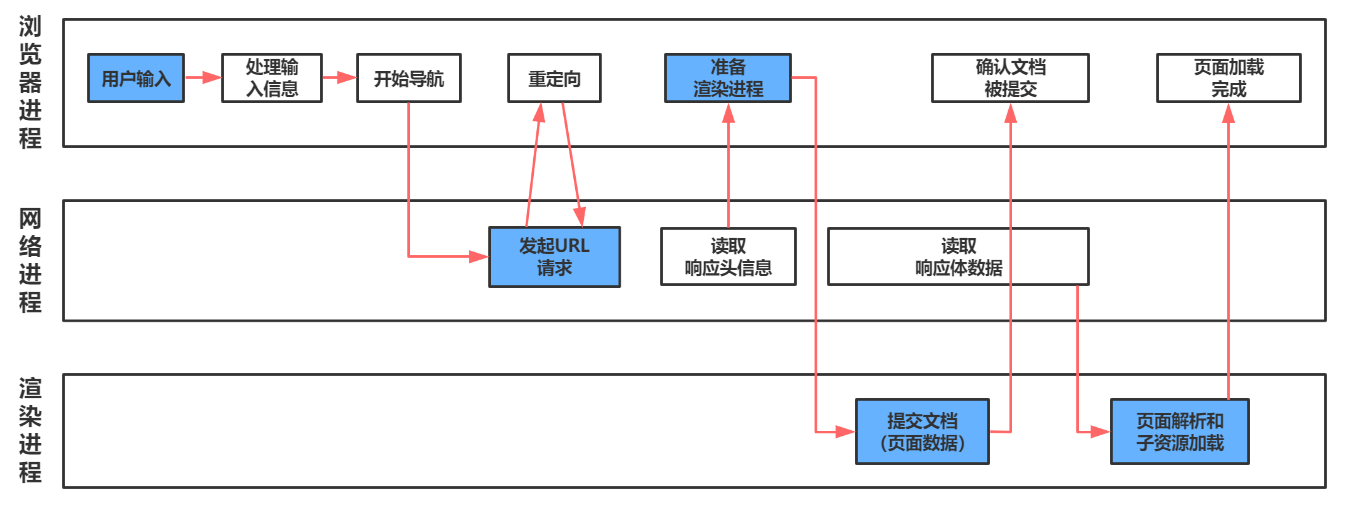 浏览器进程
用户输入
处理输
入信息
开始导航
重定向
准备
渲染进程
确认文档
被提交
页面加载
完成
网络进程
发起URL
请求
读取
响应头信息
读取
响应体数据
渲染进程
提交文档
（页面数据）
页面解析和
子资源加载